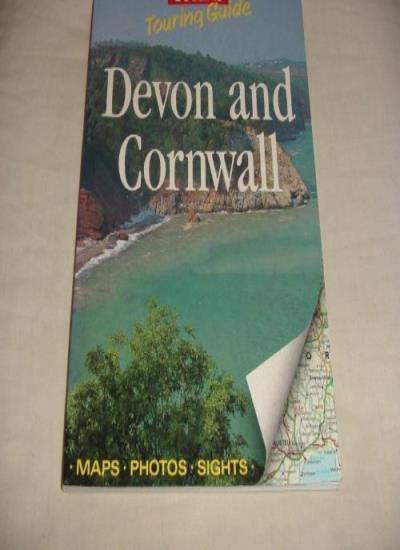 Touring Guide
Devon and
Cornwall
· MAPS · PHOTOS · SIGHTS ·